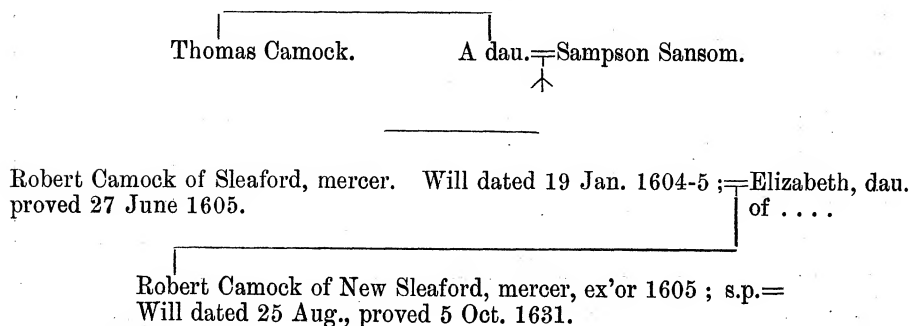 Thomas Camock. A dau.=Sampson Sansom.
Robert Camock of Sleaford, mercer. Will dated 19 Jan. 1604-5 ;=Elizabeth, dau.
proved 27 June 1605. of ....
Robert Camock of New Sleaford, mercer, ex'or 1605 ; s.p.=
Will dated 25 Aug., proved 5 Oct. 1631.